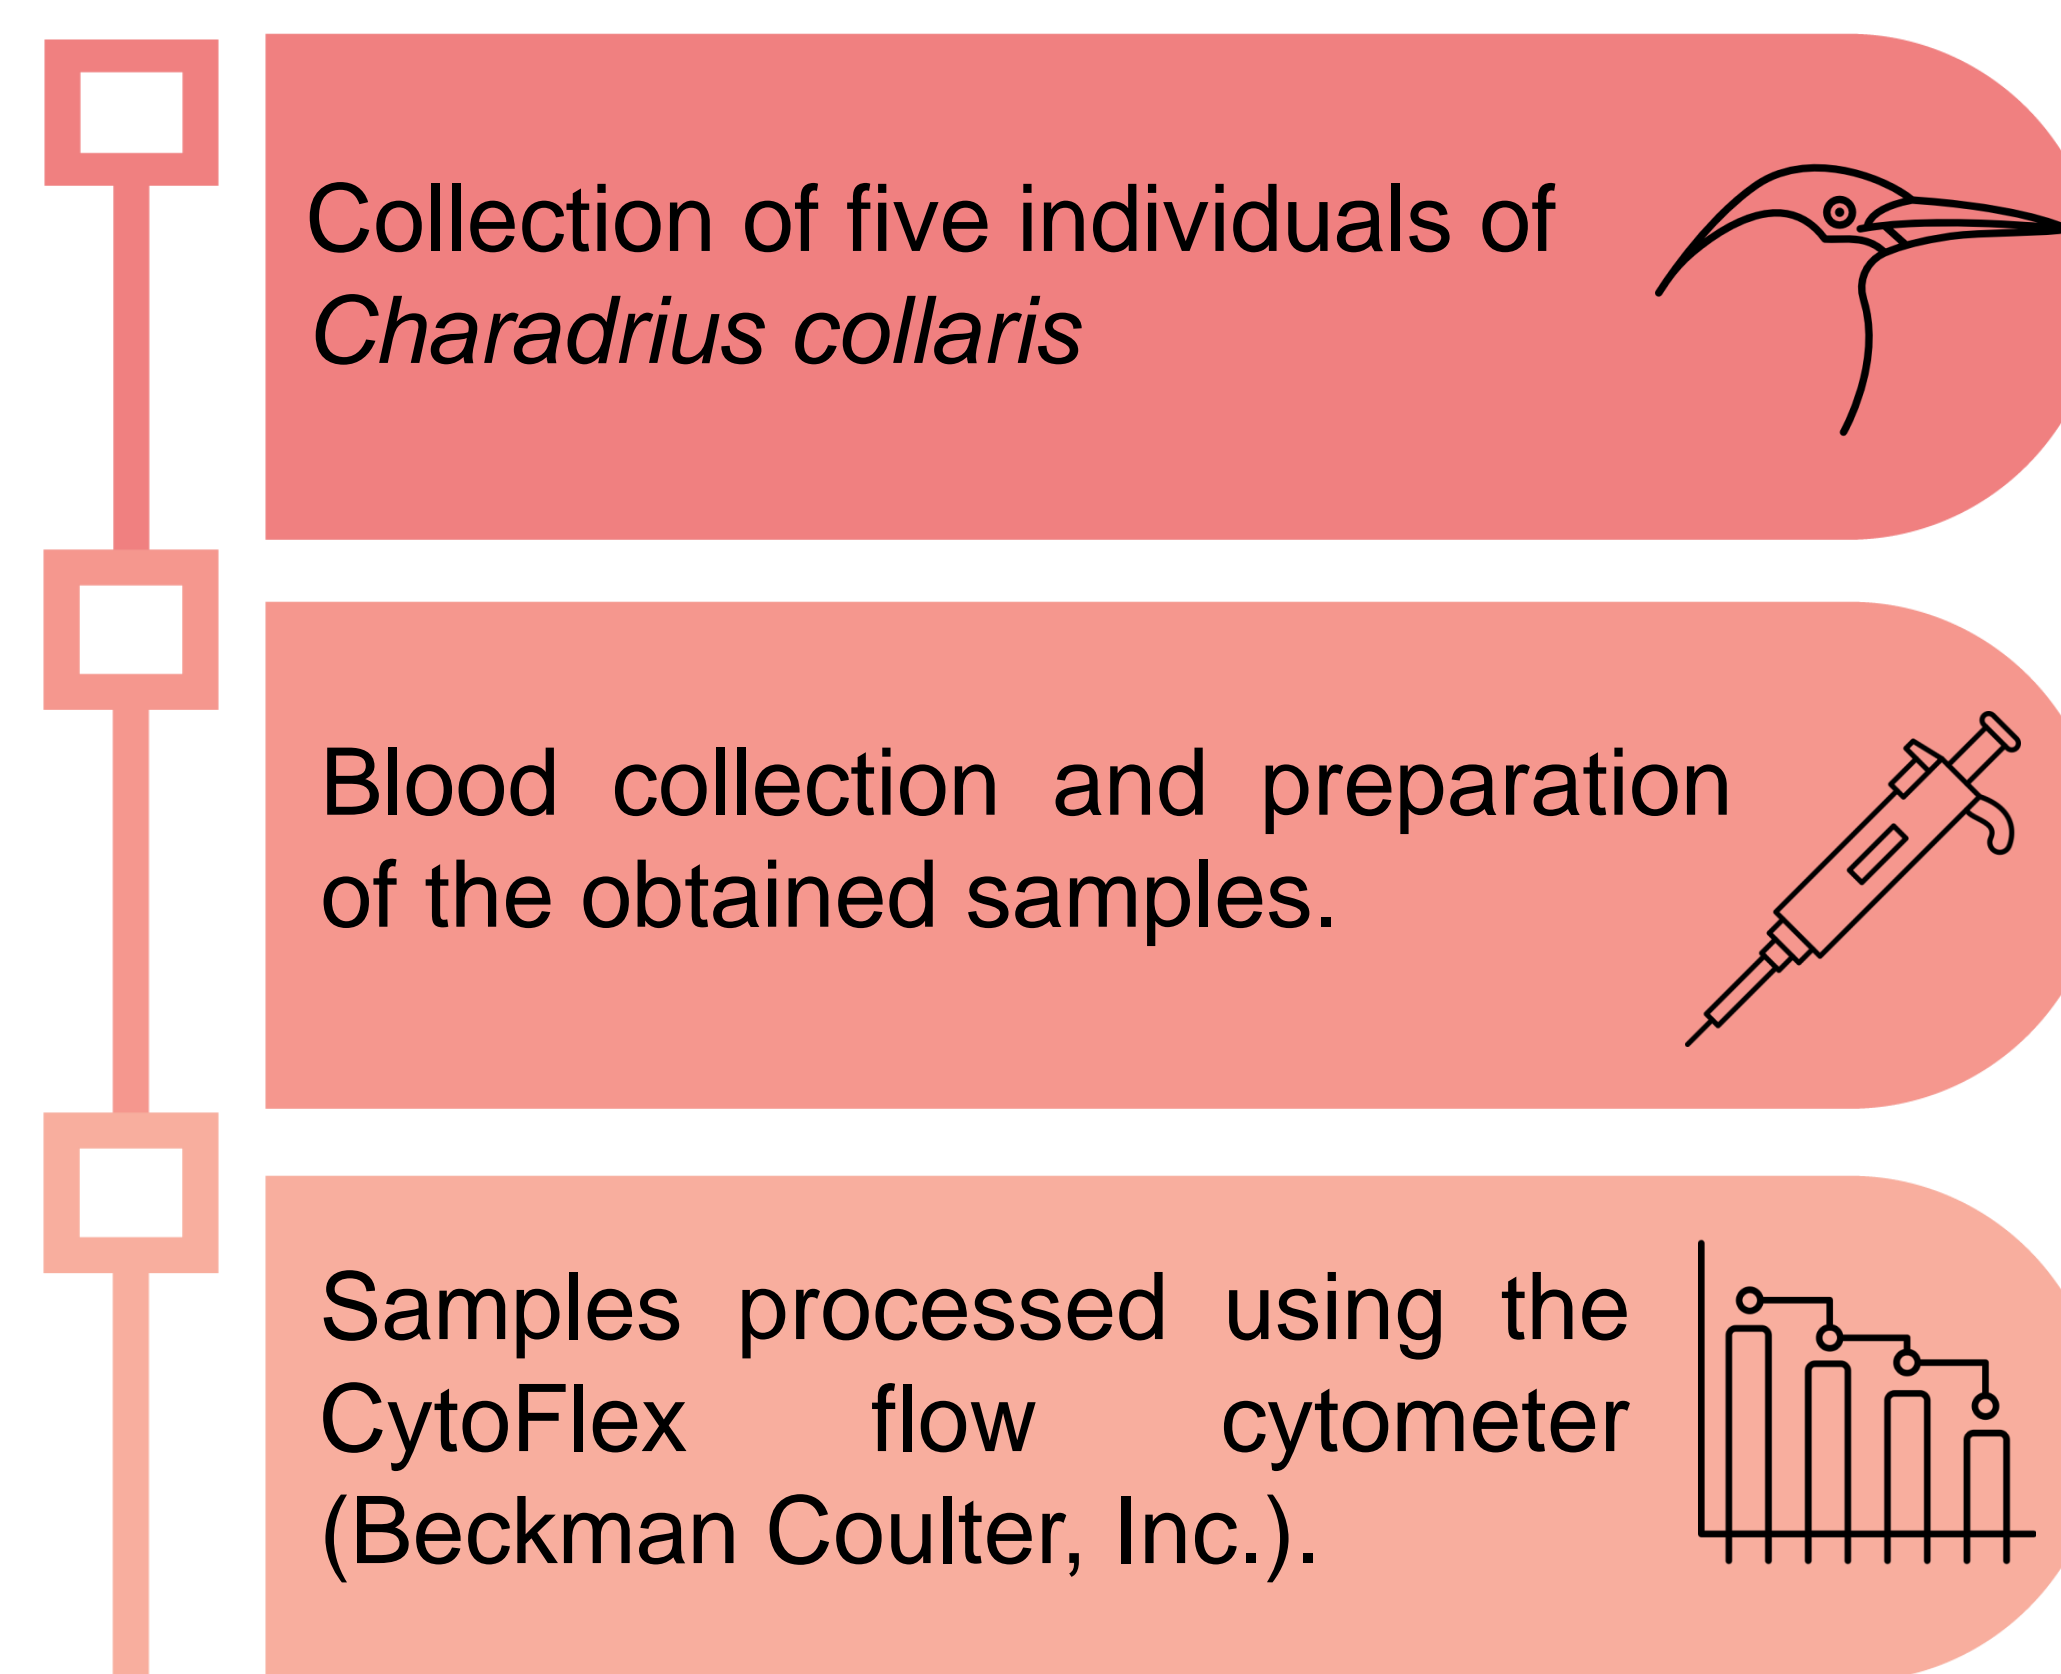 Collection of five individuals of
Charadrius collaris
Blood collection and preparation
of the obtained samples.
Samples processed using the
CytoFlex flow cytometer
(Beckman Coulter, Inc.).